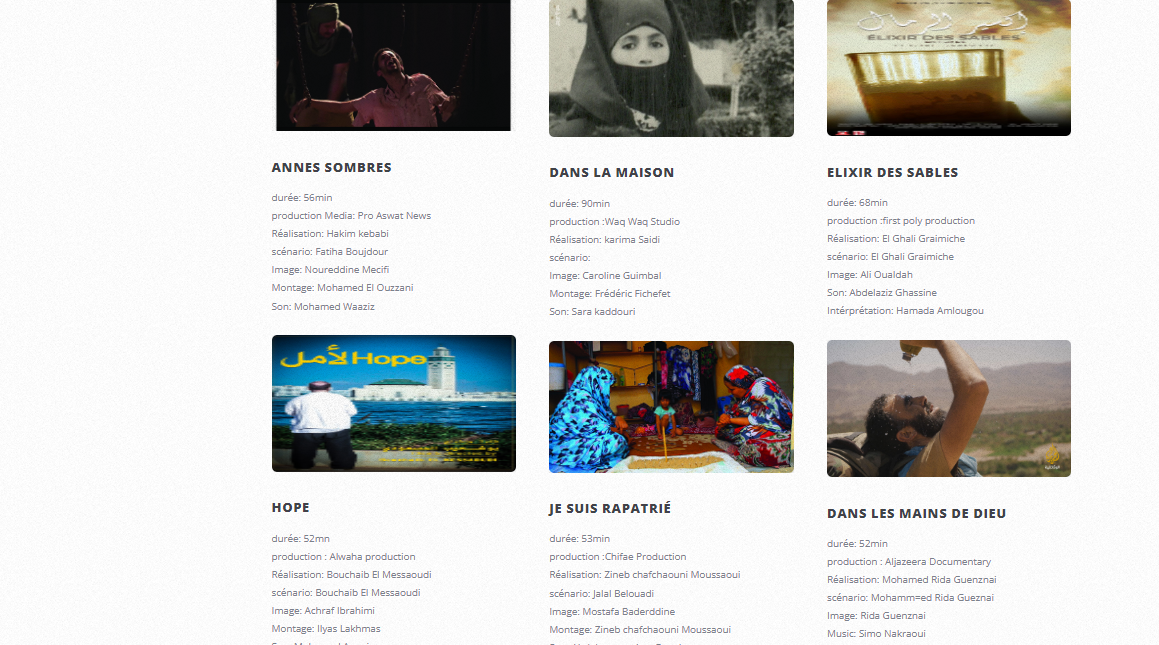 إكسير الرمال
ELIXIR DES SABLES
ANNES SOMBRES
durée: 56min
production Media: Pro Aswat News
Réalisation: Hakim kebabi
scénario: Fatiha Boujdour
Image: Noureddine Mecifi
Montage: Mohamed El Ouzzani
Son: Mohamed Waaziz
DANS LA MAISON
durée: 90min
production :Waq Waq Studio
Réalisation: karima Saidi
scénario:
Image: Caroline Guimbal
Montage: Frédéric Fichefet
Son: Sara kaddouri
ELIXIR DES SABLES
durée: 68min
production :first poly production
Réalisation: El Ghali Graimiche
scénario: El Ghali Graimiche
Image: Ali Oualdah
Son: Abdelaziz Ghassine
Intérprétation: Hamada Amlougou
لأمل Hope
HOPE
durée: 52mn
production : Alwaha production
Réalisation: Bouchaib El Messaoudi
scénario: Bouchaib El Messaoudi
Image: Achraf Ibrahimi
Montage: Ilyas Lakhmas
JE SUIS RAPATRIÉ
durée: 53min
production :Chifae Production
Réalisation: Zineb chafchaouni Moussaoui
scénario: Jalal Belouadi
Image: Mostafa Baderddine
Montage: Zineb chafchaouni Moussaoui
DANS LES MAINS DE DIEU
durée: 52min
production : Aljazeera Documentary
Réalisation: Mohamed Rida Guenznai
scénario: Mohamm=ed Rida Gueznai
Image: Rida Guenznai
Music: Simo Nakraoui